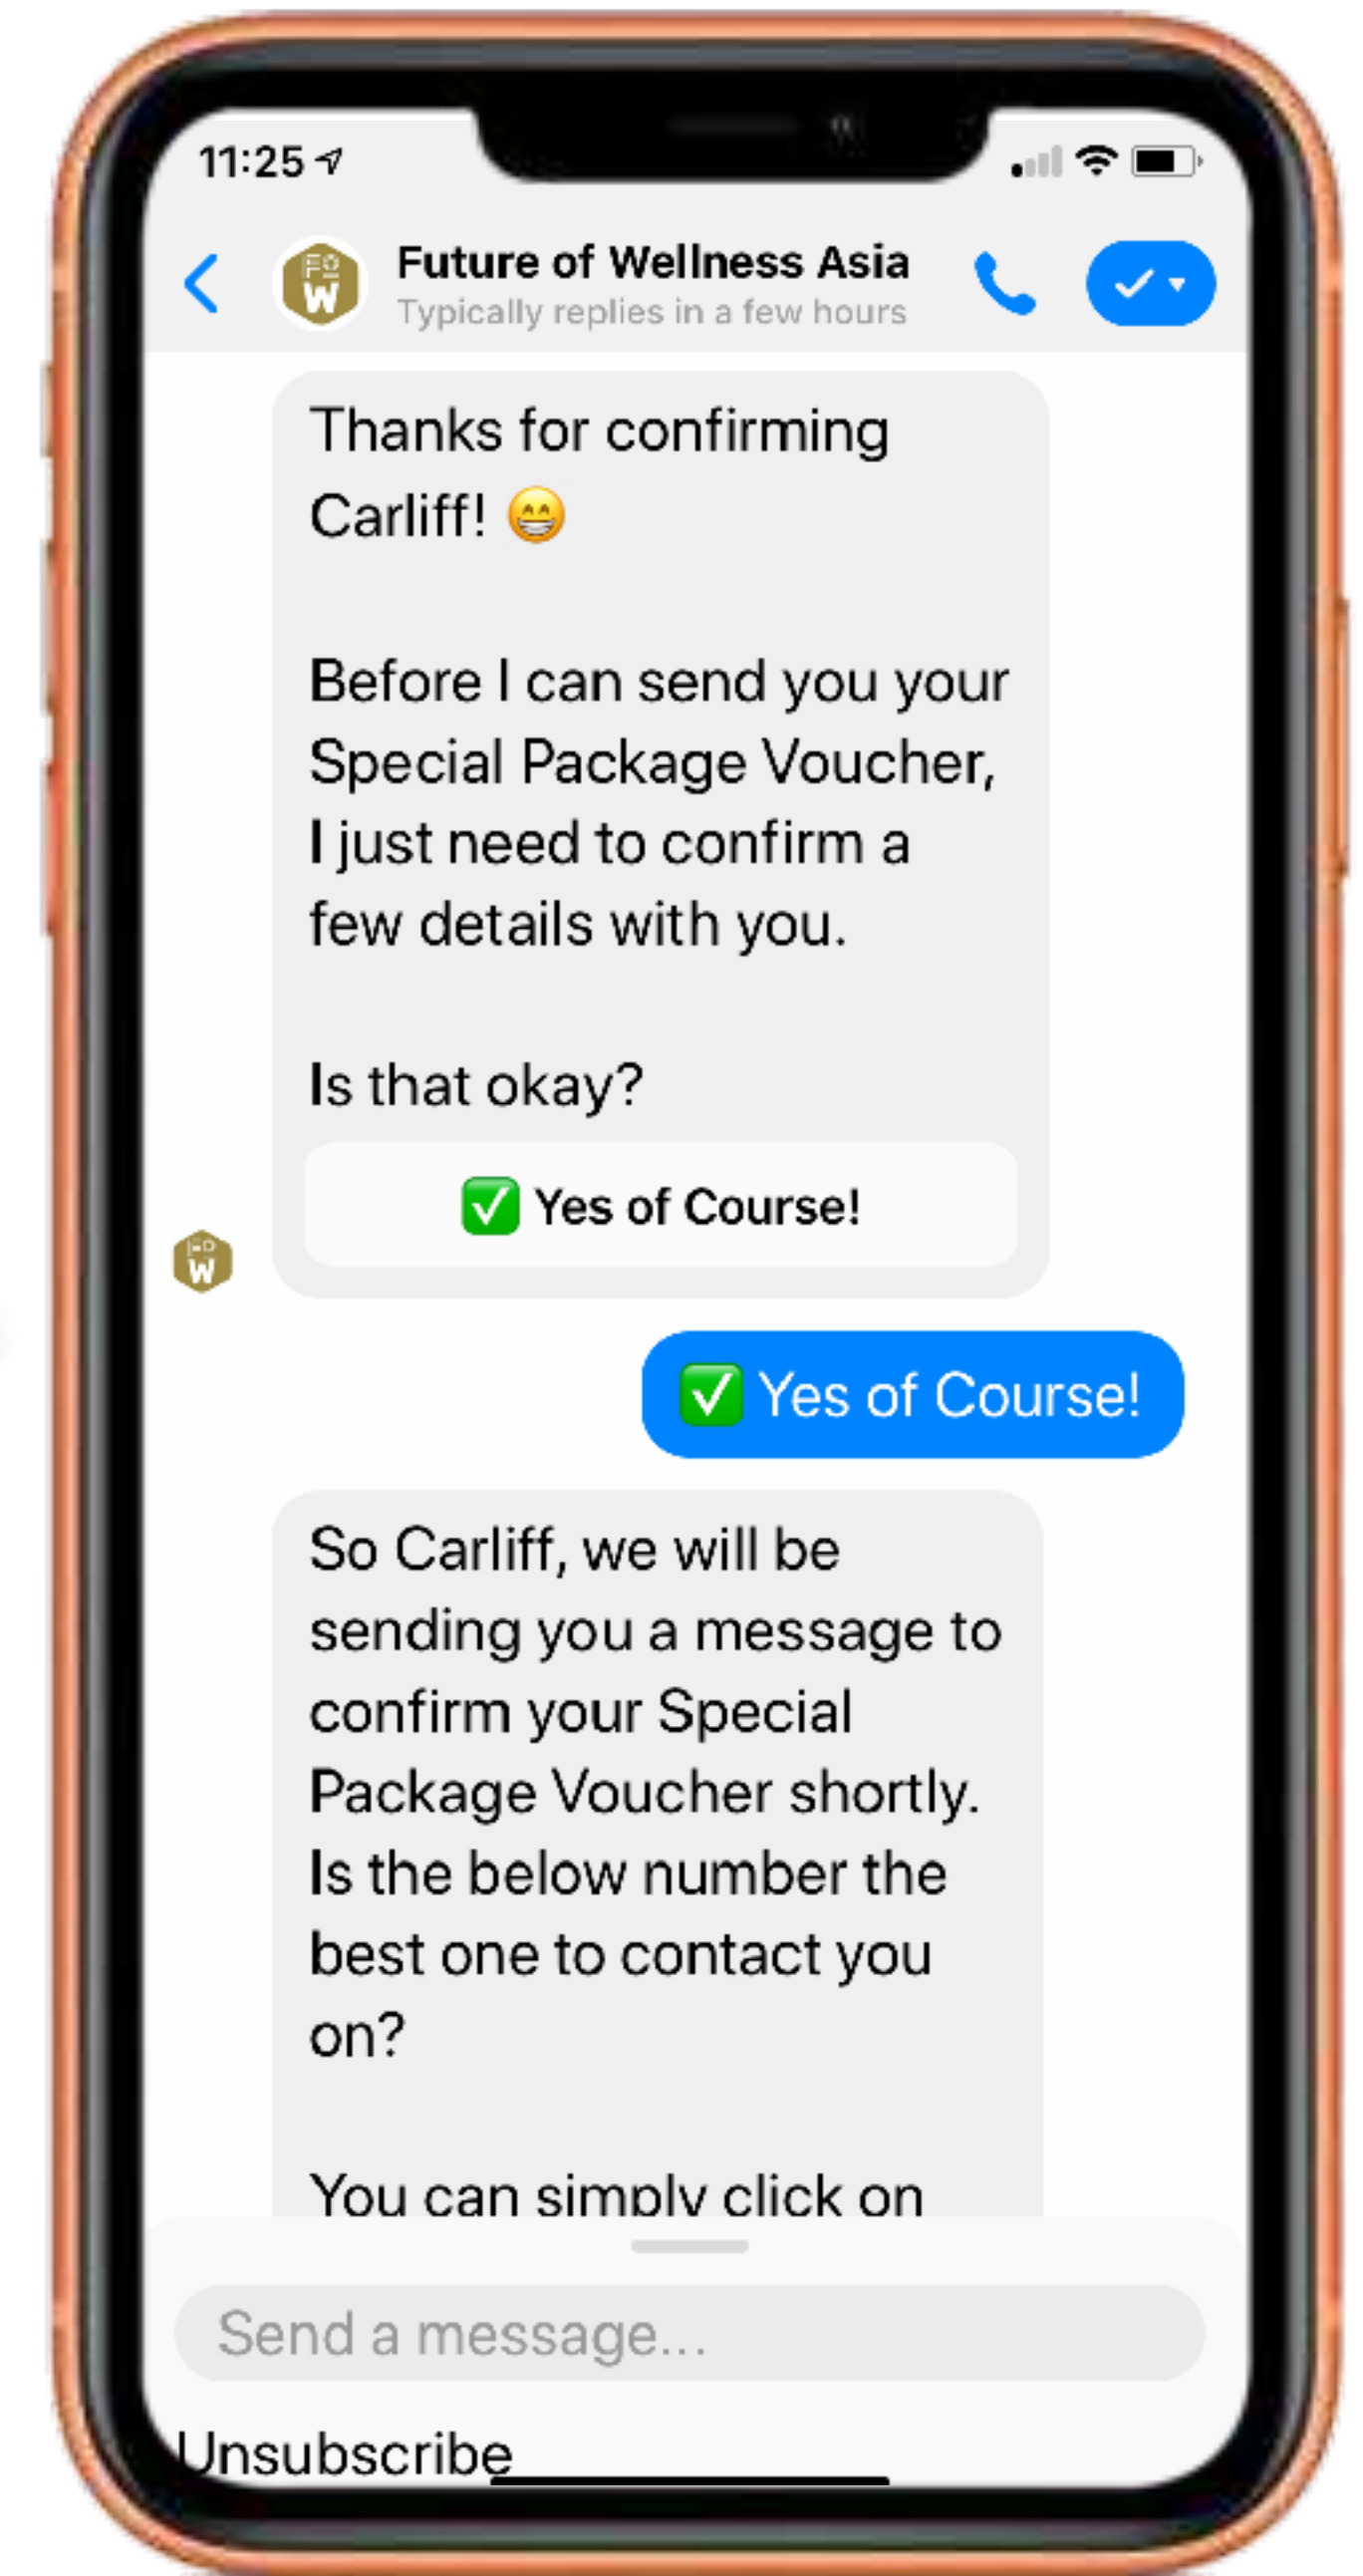 11:25
FO
W
Future of Wellness Asia
Typically replies in a few hours
Thanks for confirming
Carliff! 😁
Before I can send you your
Special Package Voucher,
I just need to confirm a
few details with you.
Is that okay?
✅ Yes of Course!
FO
W
✅ Yes of Course!
So Carliff, we will be
sending you a message to
confirm your Special
Package Voucher shortly.
Is the below number the
best one to contact you
on?
You can simply click on
Send a message...
Unsubscribe